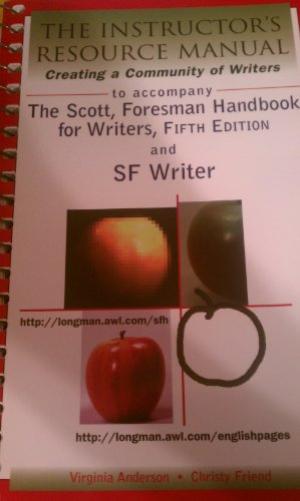 THE INSTRUCTOR'S
RESOURCE MANUAL
Creating a Community of Writers
to accompany
The Scott, Foresman Handbook
for Writers, FIFTH EDITION
and
SF Writer
http://longman.awl.com/sfh
http://longman.awl.com/englishpages
Virginia Anderson • Christy Friend